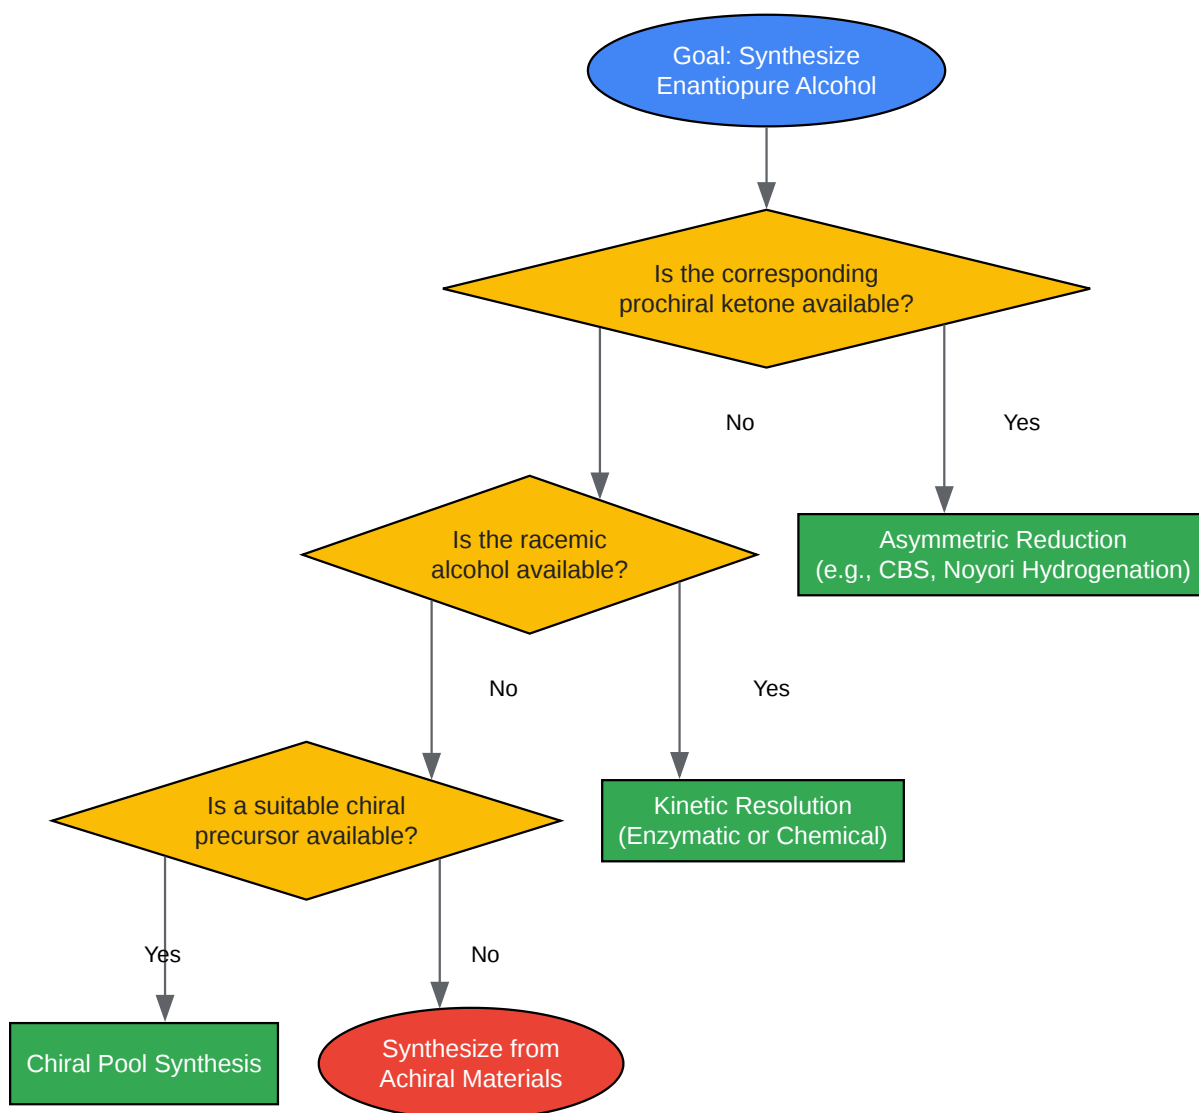 Goal: Synthesize
Enantiopure Alcohol
Is the corresponding
prochiral ketone available?
No
Yes
Is the racemic
alcohol available?
Asymmetric Reduction
(e.g., CBS, Noyori Hydrogenation)
No
Yes
Is a suitable chiral
precursor available?
Kinetic Resolution
(Enzymatic or Chemical)
Yes
No
Chiral Pool Synthesis
Synthesize from
Achiral Materials